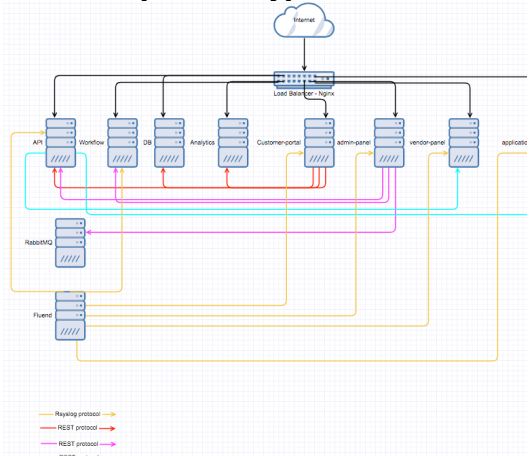 Internet
Load Balancer - Nginx
API
Workflow
DB
Analytics
Customer-portal
admin-panel
vendor-panel
applicatio
RabbitMQ
Fluend
Rsyslog protocol
REST protocol
REST protocol